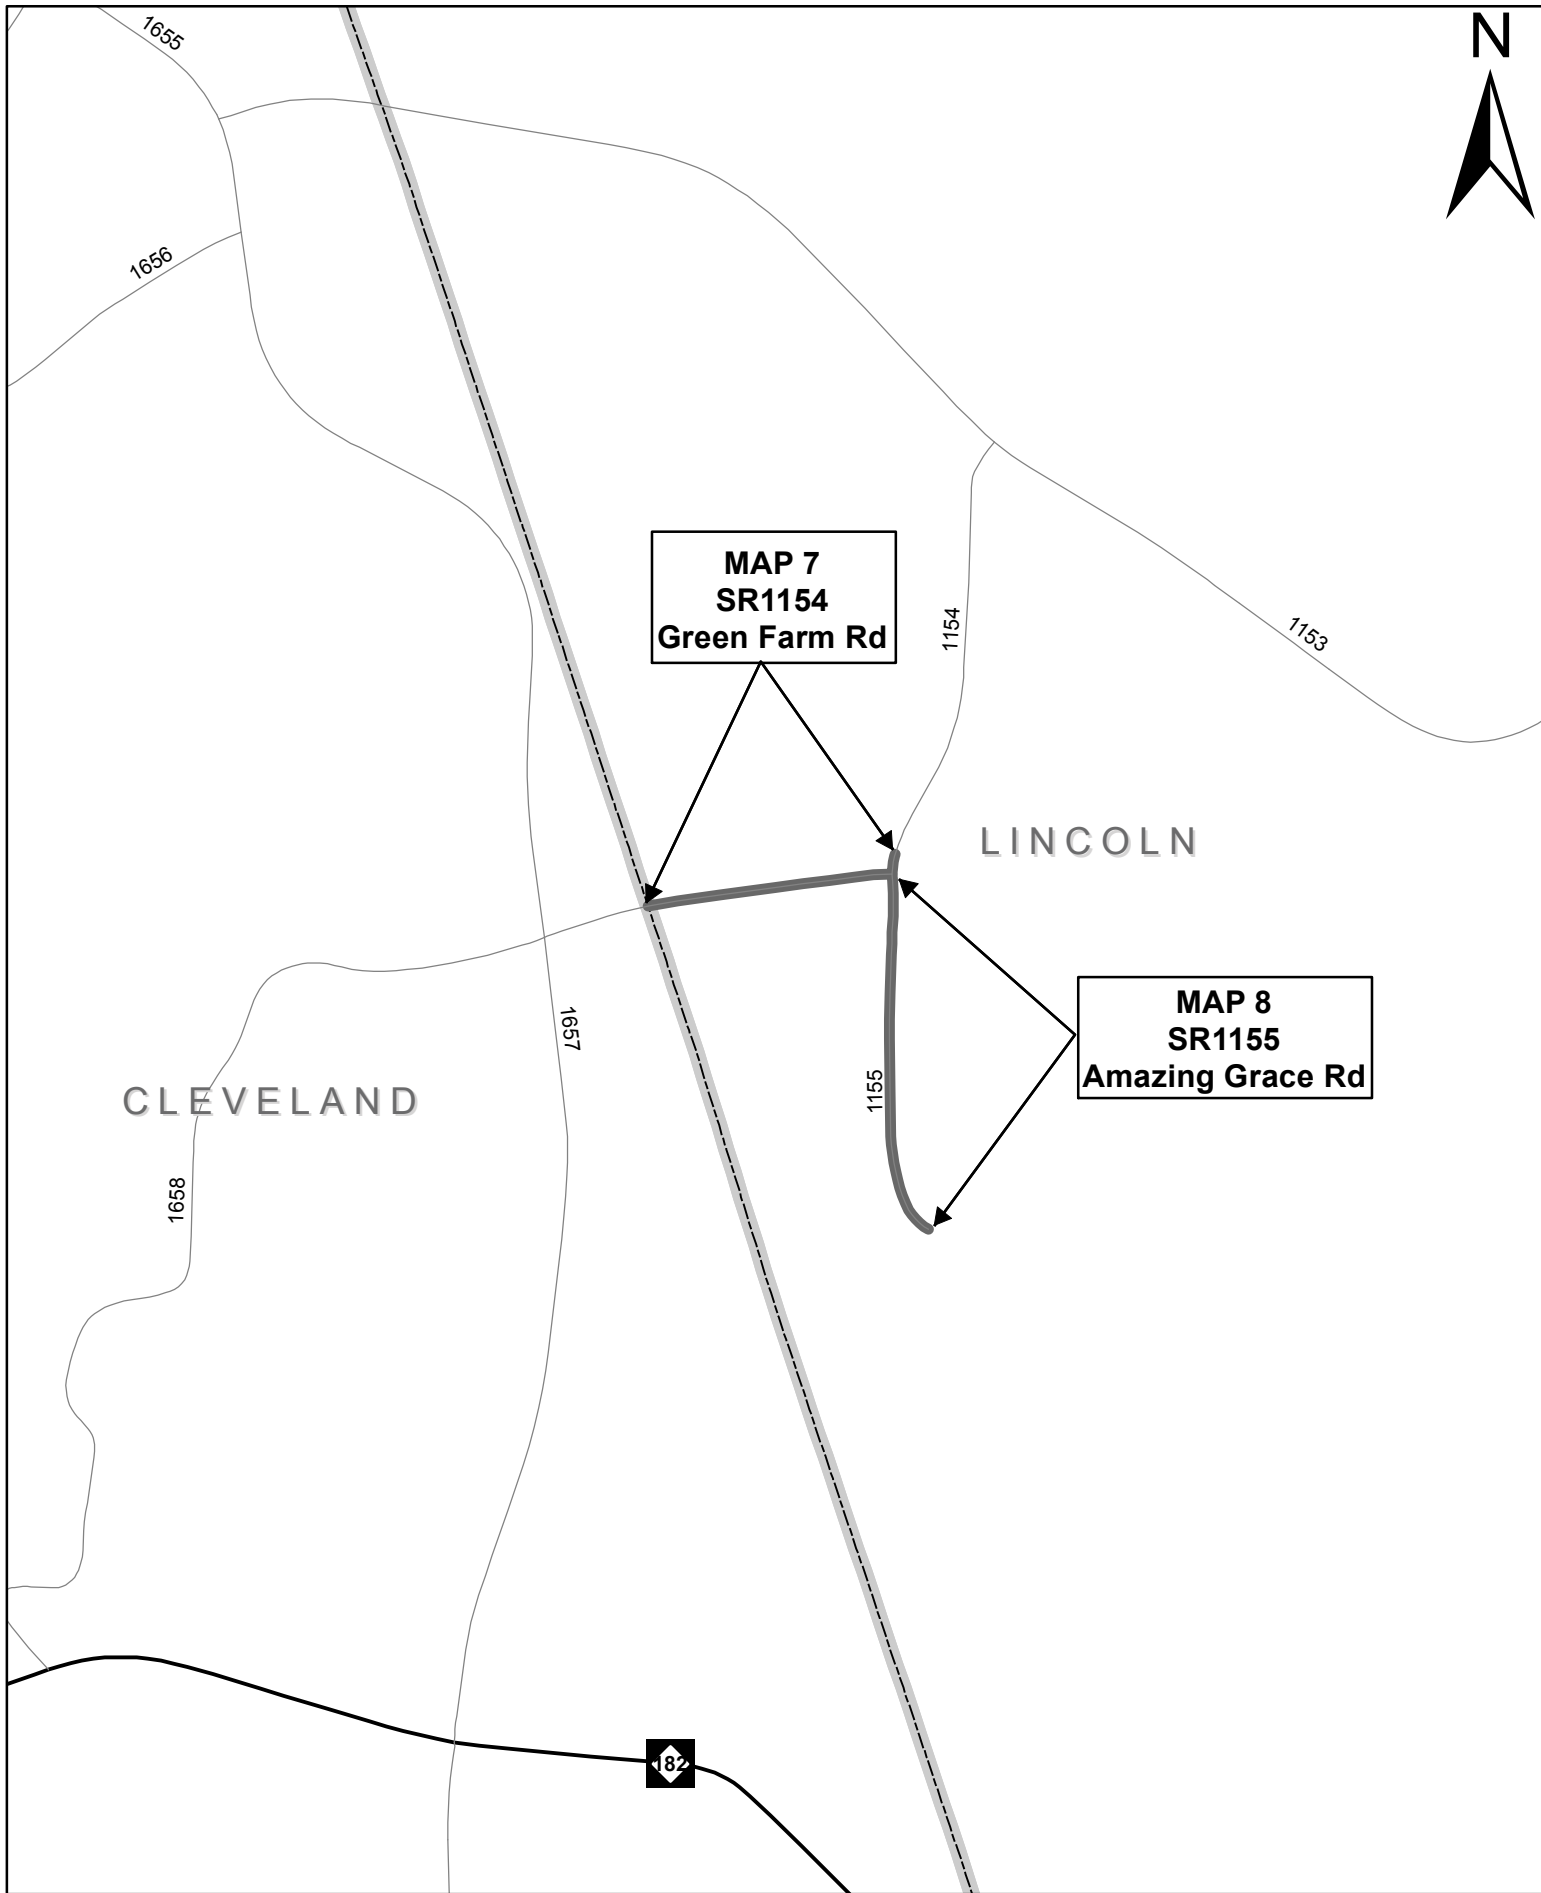 N
1655
1656
MAP 7
SR1154
Green Farm Rd
1154
1153
LINCOLN
MAP 8
SR1155
Amazing Grace Rd
1657
1155
CLEVELAND
1658
182